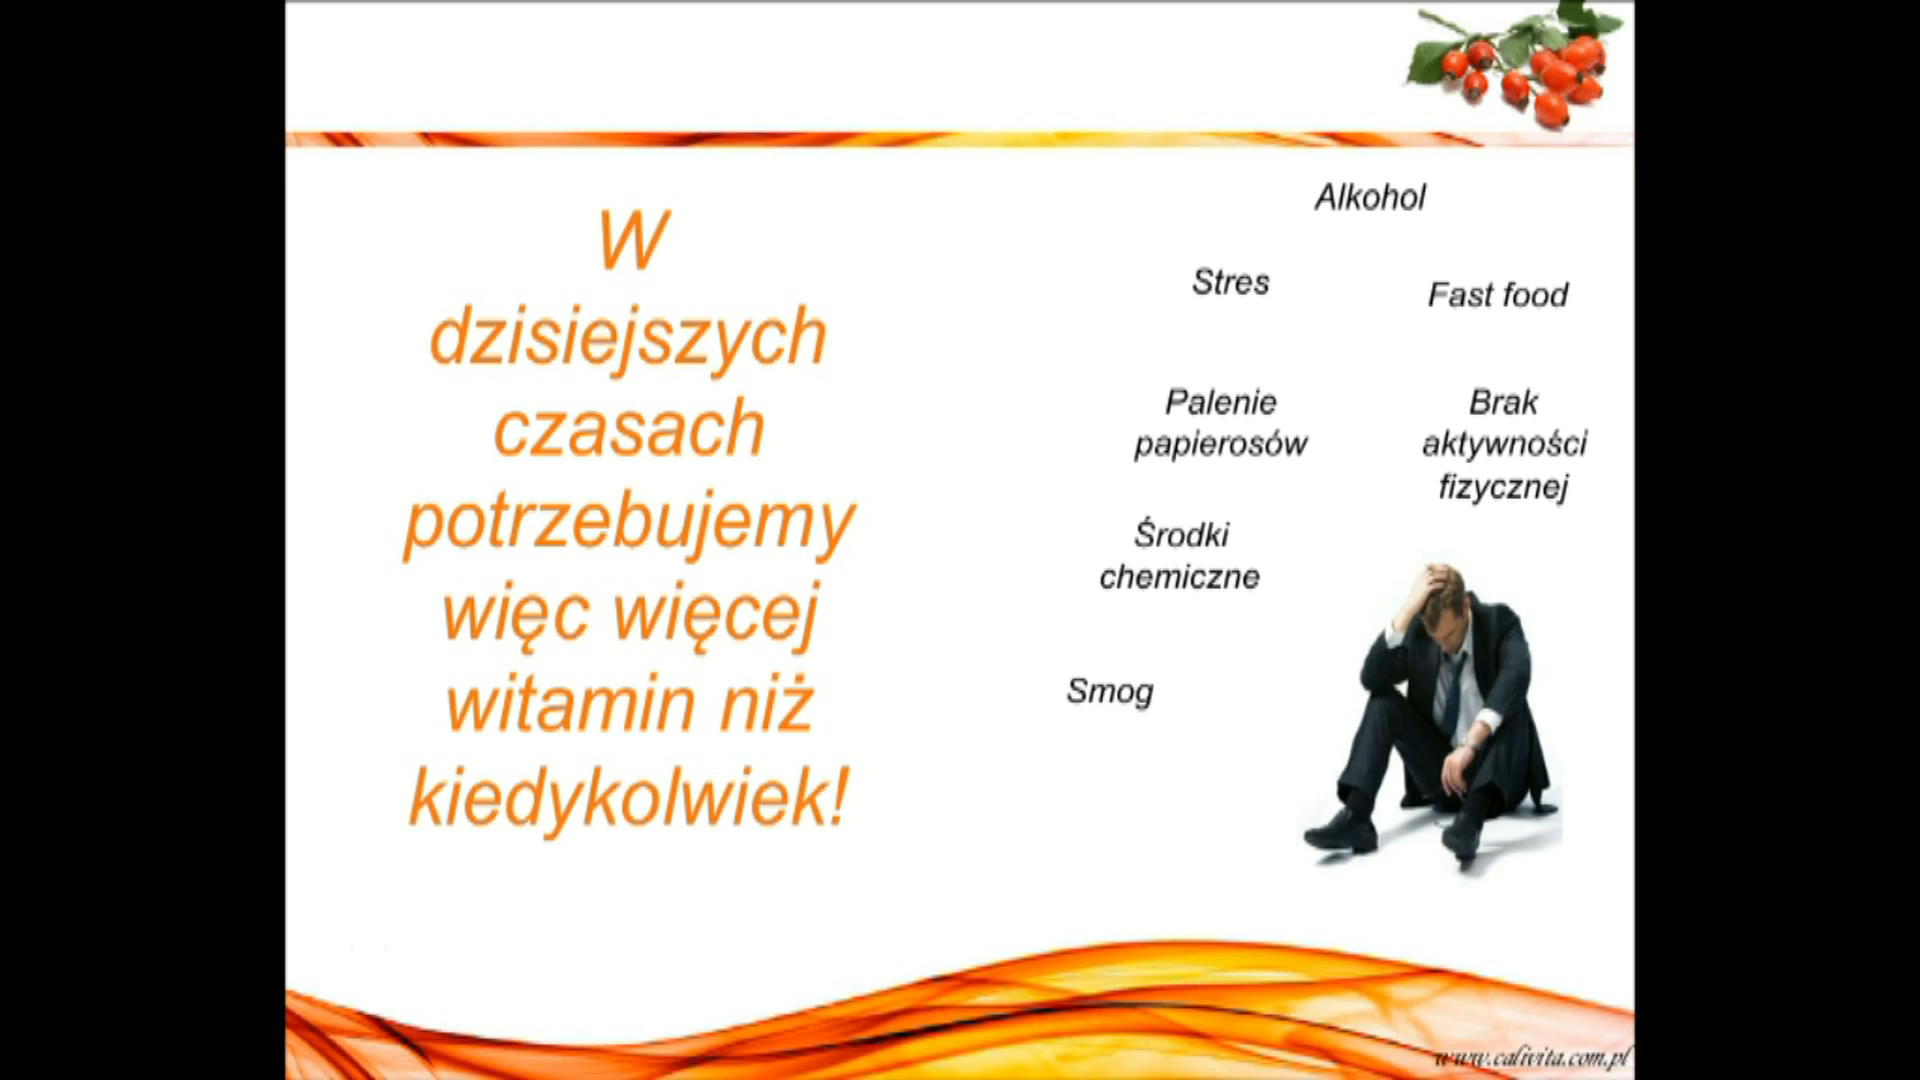 W
dzisiejszych
czasach
potrzebujemy
więc więcej
witamin niż
kiedykolwiek!
Alkohol
Stres
Fast food
Palenie
papierosów
Brak
aktywności
fizycznej
Środki
chemiczne
Smog
www.calivita.com.pl